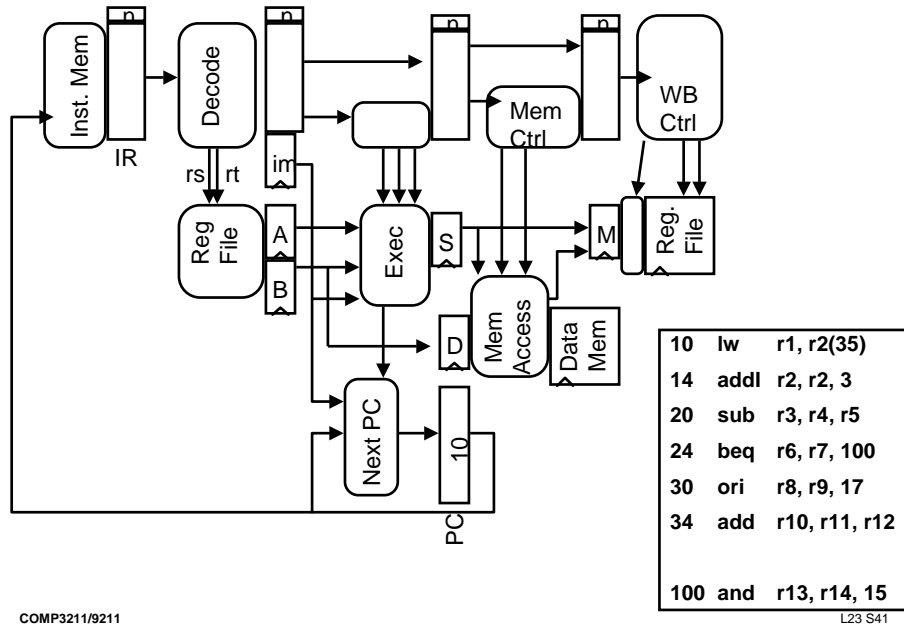 n
n
n
n
Inst. Mem
Decode
Mem
Ctrl
WB
Ctrl
IR
rs
rt
im
Reg
File
A
B
Exec
S
M
Reg.
File
D
Mem
Access
Data
Mem
Next PC
10
PC
10 lw r1, r2(35)
14 addI r2, r2, 3
20 sub r3, r4, r5
24 beq r6, r7, 100
30 ori r8, r9, 17
34 add r10, r11, r12
100 and r13, r14, 15
COMP3211/9211
L23 S41